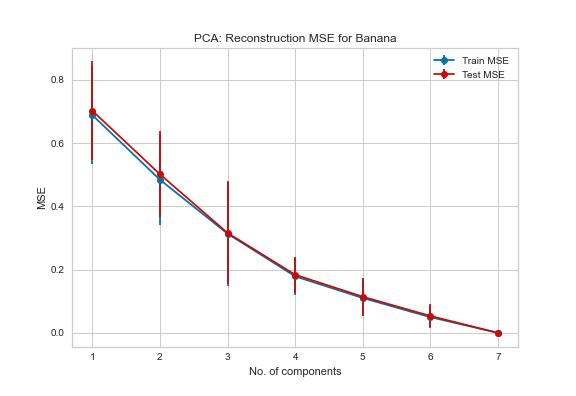 PCA: Reconstruction MSE for Banana
Train MSE
Test MSE
0.8
0.6
0.4
0.2
0.0
MSE
1 2 3 4 5 6 7
No. of components